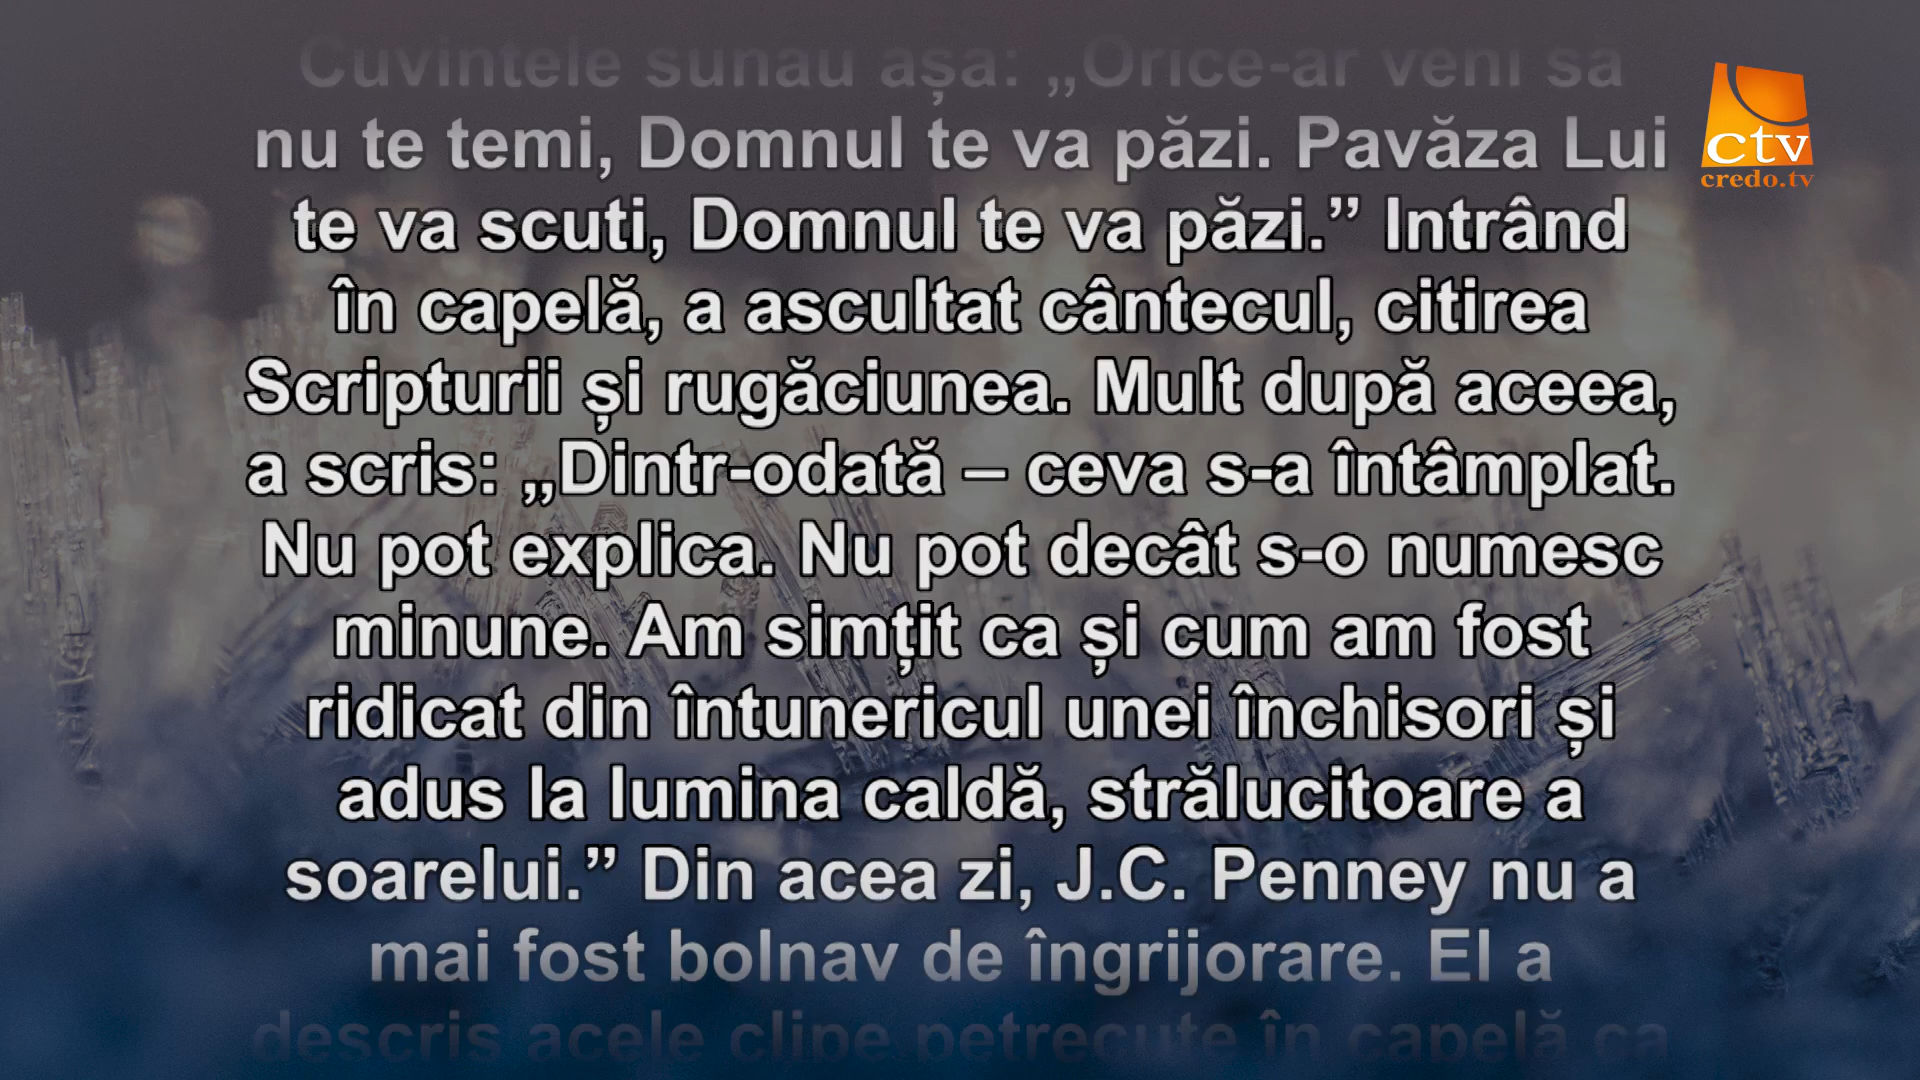 Cuvintele sunau așa: „Orice-ar veni să
nu te temi, Domnul te va păzi. Pavăza Lui
te va scuti, Domnul te va păzi.” Intrând
în capelă, a ascultat cântecul, citirea
Scripturii și rugăciunea. Mult după aceea,
a scris: „Dintr-odată – ceva s-a întâmplat.
Nu pot explica. Nu pot decât s-o numesc
minune. Am simțit ca și cum am fost
ridicat din întunericul unei închisori și
adus la lumina caldă, strălucitoare a
soarelui.” Din acea zi, J.C. Penney nu a
mai fost bolnav de îngrijorare. El a
descris acele clipe petrecute în capelă ca
ctv
credo.tv